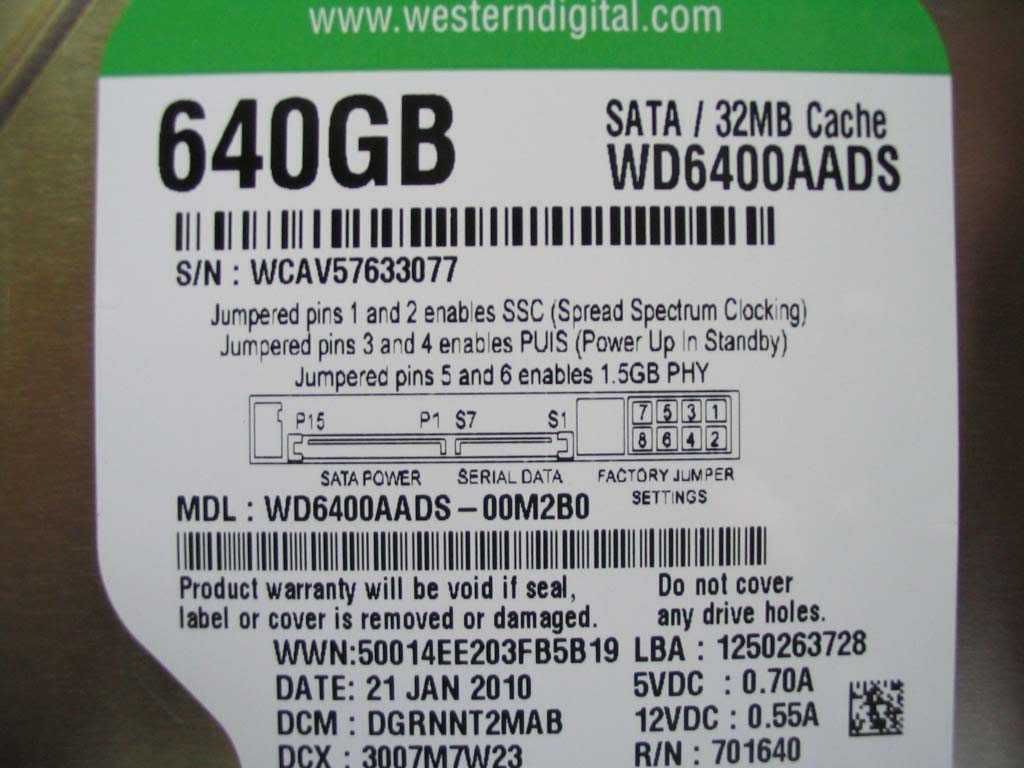 www.westerndigital.com
640GB
SATA / 32MB Cache
WD6400AADS
S/N : WCAV57633077
Jumpered pins 1 and 2 enables SSC (Spread Spectrum Clocking)
Jumpered pins 3 and 4 enables PUIS (Power Up In Standby)
Jumpered pins 5 and 6 enables 1.5GB PHY
P15 P1 S7 S1 7 5 3 1
8 6 4 2
SATA POWER SERIAL DATA FACTORY JUMPER
SETTINGS
MDL : WD6400AADS – 00M2B0
Product warranty will be void if seal,
label or cover is removed or damaged.
Do not cover
any drive holes.
WWN:50014EE203FB5B19 LBA : 1250263728
DATE: 21 JAN 2010 5VDC : 0.70A
DCM : DGRNNT2MAB 12VDC : 0.55A
DCX : 3007M7W23 R/N : 701640